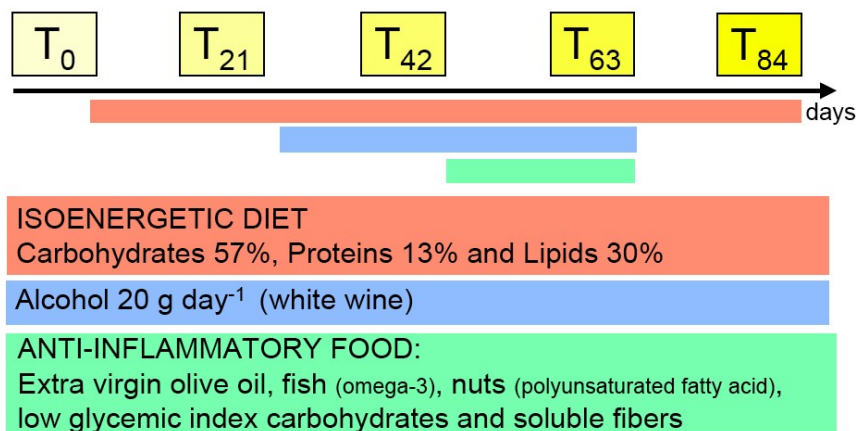 T₀ T₂₁ T₄₂ T₆₃ T₈₄
days
ISOENERGETIC DIET
Carbohydrates 57%, Proteins 13% and Lipids 30%
Alcohol 20 g day⁻¹ (white wine)
ANTI-INFLAMMATORY FOOD:
Extra virgin olive oil, fish (omega-3), nuts (polyunsaturated fatty acid),
low glycemic index carbohydrates and soluble fibers